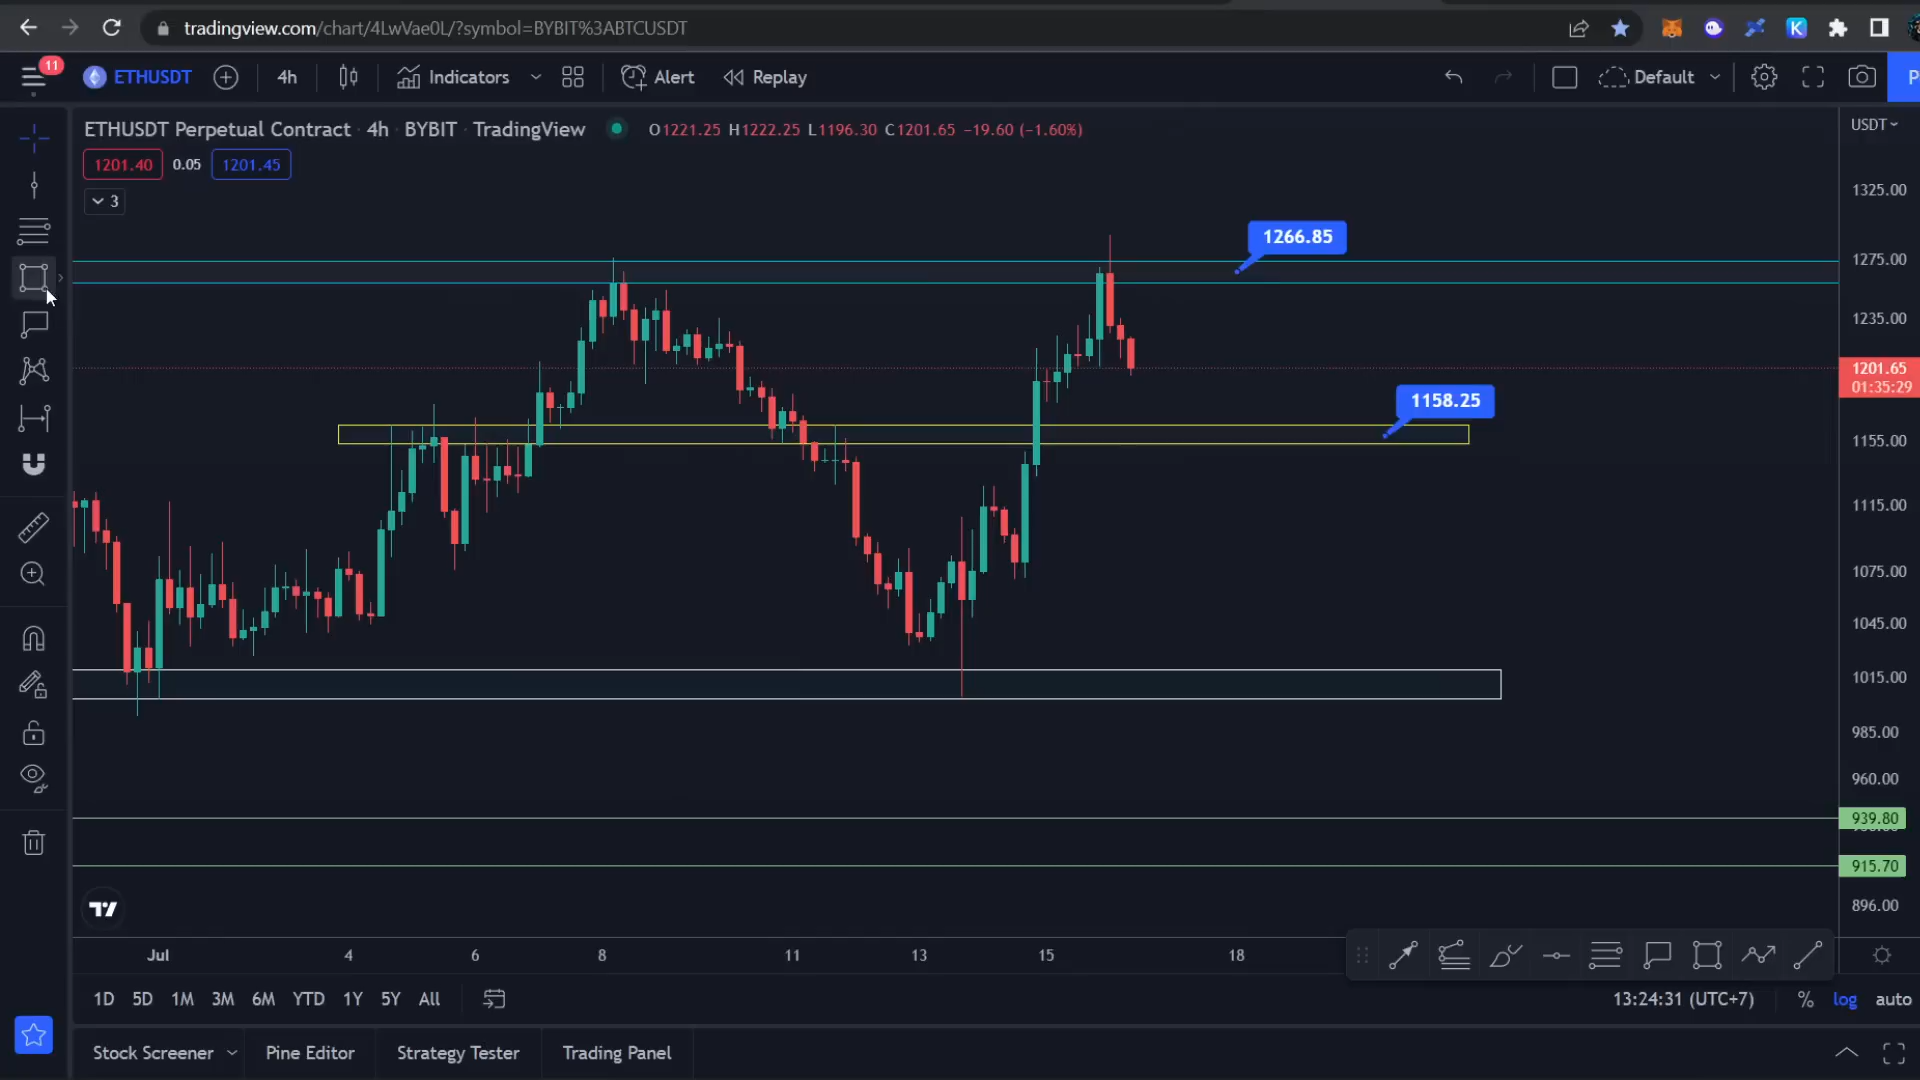 tradingview.com/chart/4LwVae0L/?symbol=BYBIT%3ABTCUSDT
11
ETHUSDT
4h
Indicators
Alert
Replay
Default
P
ETHUSDT Perpetual Contract · 4h · BYBIT · TradingView
O1221.25 H1222.25 L1196.30 C1201.65 −19.60 (−1.60%)
USDT
1201.40
0.05
1201.45
3
1325.00
1266.85
1275.00
1235.00
1201.65
01:35:29
1158.25
1155.00
1115.00
1075.00
1045.00
1015.00
985.00
960.00
939.80
915.70
896.00
Jul
4
6
8
11
13
15
18
1D
5D
1M
3M
6M
YTD
1Y
5Y
All
13:24:31 (UTC+7)
%
log
auto
Stock Screener
Pine Editor
Strategy Tester
Trading Panel